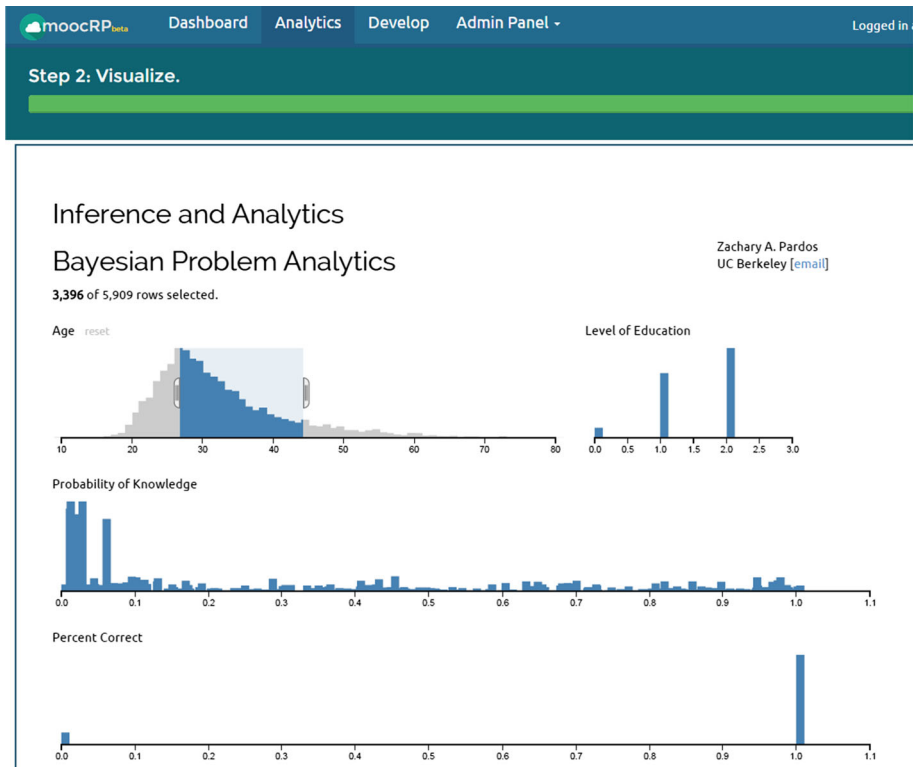 moocRPbeta Dashboard Analytics Develop Admin Panel Logged in
Step 2: Visualize.
Inference and Analytics
Bayesian Problem Analytics
Zachary A. Pardos
UC Berkeley [email]
3,396 of 5,909 rows selected.
Age reset
10 20 30 40 50 60 70 80
Level of Education
0.0 0.5 1.0 1.5 2.0 2.5 3.0
Probability of Knowledge
0.0 0.1 0.2 0.3 0.4 0.5 0.6 0.7 0.8 0.9 1.0 1.1
Percent Correct
0.0 0.1 0.2 0.3 0.4 0.5 0.6 0.7 0.8 0.9 1.0 1.1